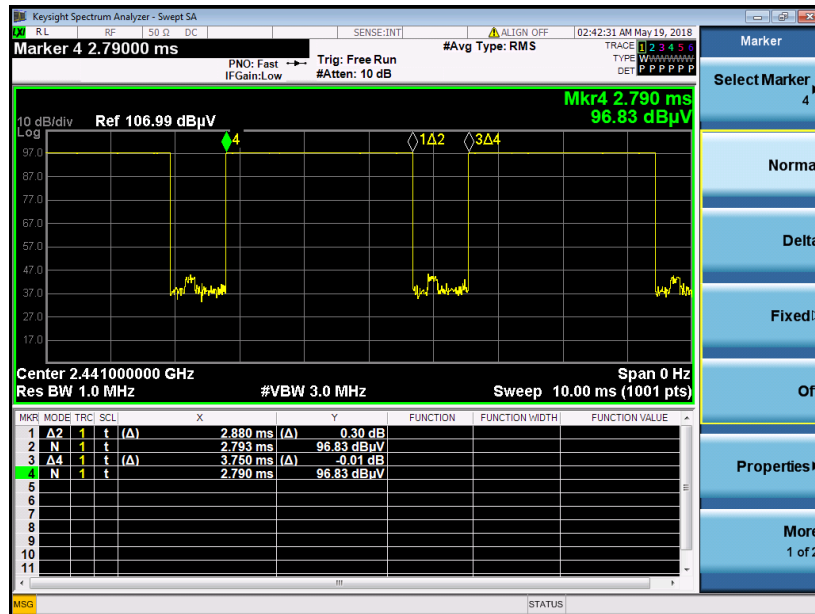 Keysight Spectrum Analyzer - Swept SA
RL RF 50 Ω DC SENSE:INT ALIGN OFF 02:42:31 AM May 19, 2018
Marker 4 2.79000 ms
PNO: Fast
IFGain:Low
Trig: Free Run
#Atten: 10 dB
#Avg Type: RMS
TRACE 1 2 3 4 5 6
TYPE WWWWWW
DET P P P P P P
Mkr4 2.790 ms
96.83 dBµV
10 dB/div Ref 106.99 dBµV
Log
4 1Δ2 3Δ4
97.0
87.0
77.0
67.0
57.0
47.0
37.0
27.0
17.0
Center 2.441000000 GHz Span 0 Hz
Res BW 1.0 MHz #VBW 3.0 MHz Sweep 10.00 ms (1001 pts)
MKR MODE TRC SCL X Y FUNCTION FUNCTION WIDTH FUNCTION VALUE
1 Δ2 1 t (Δ) 2.880 ms (Δ) 0.30 dB
2 N 1 t 2.793 ms 96.83 dBµV
3 Δ4 1 t (Δ) 3.750 ms (Δ) -0.01 dB
4 N 1 t 2.790 ms 96.83 dBµV
5
6
7
8
9
10
11
MSG STATUS
Marker
Select Marker
4
Norma
Delta
Fixed
Of
Properties
More
1 of 2